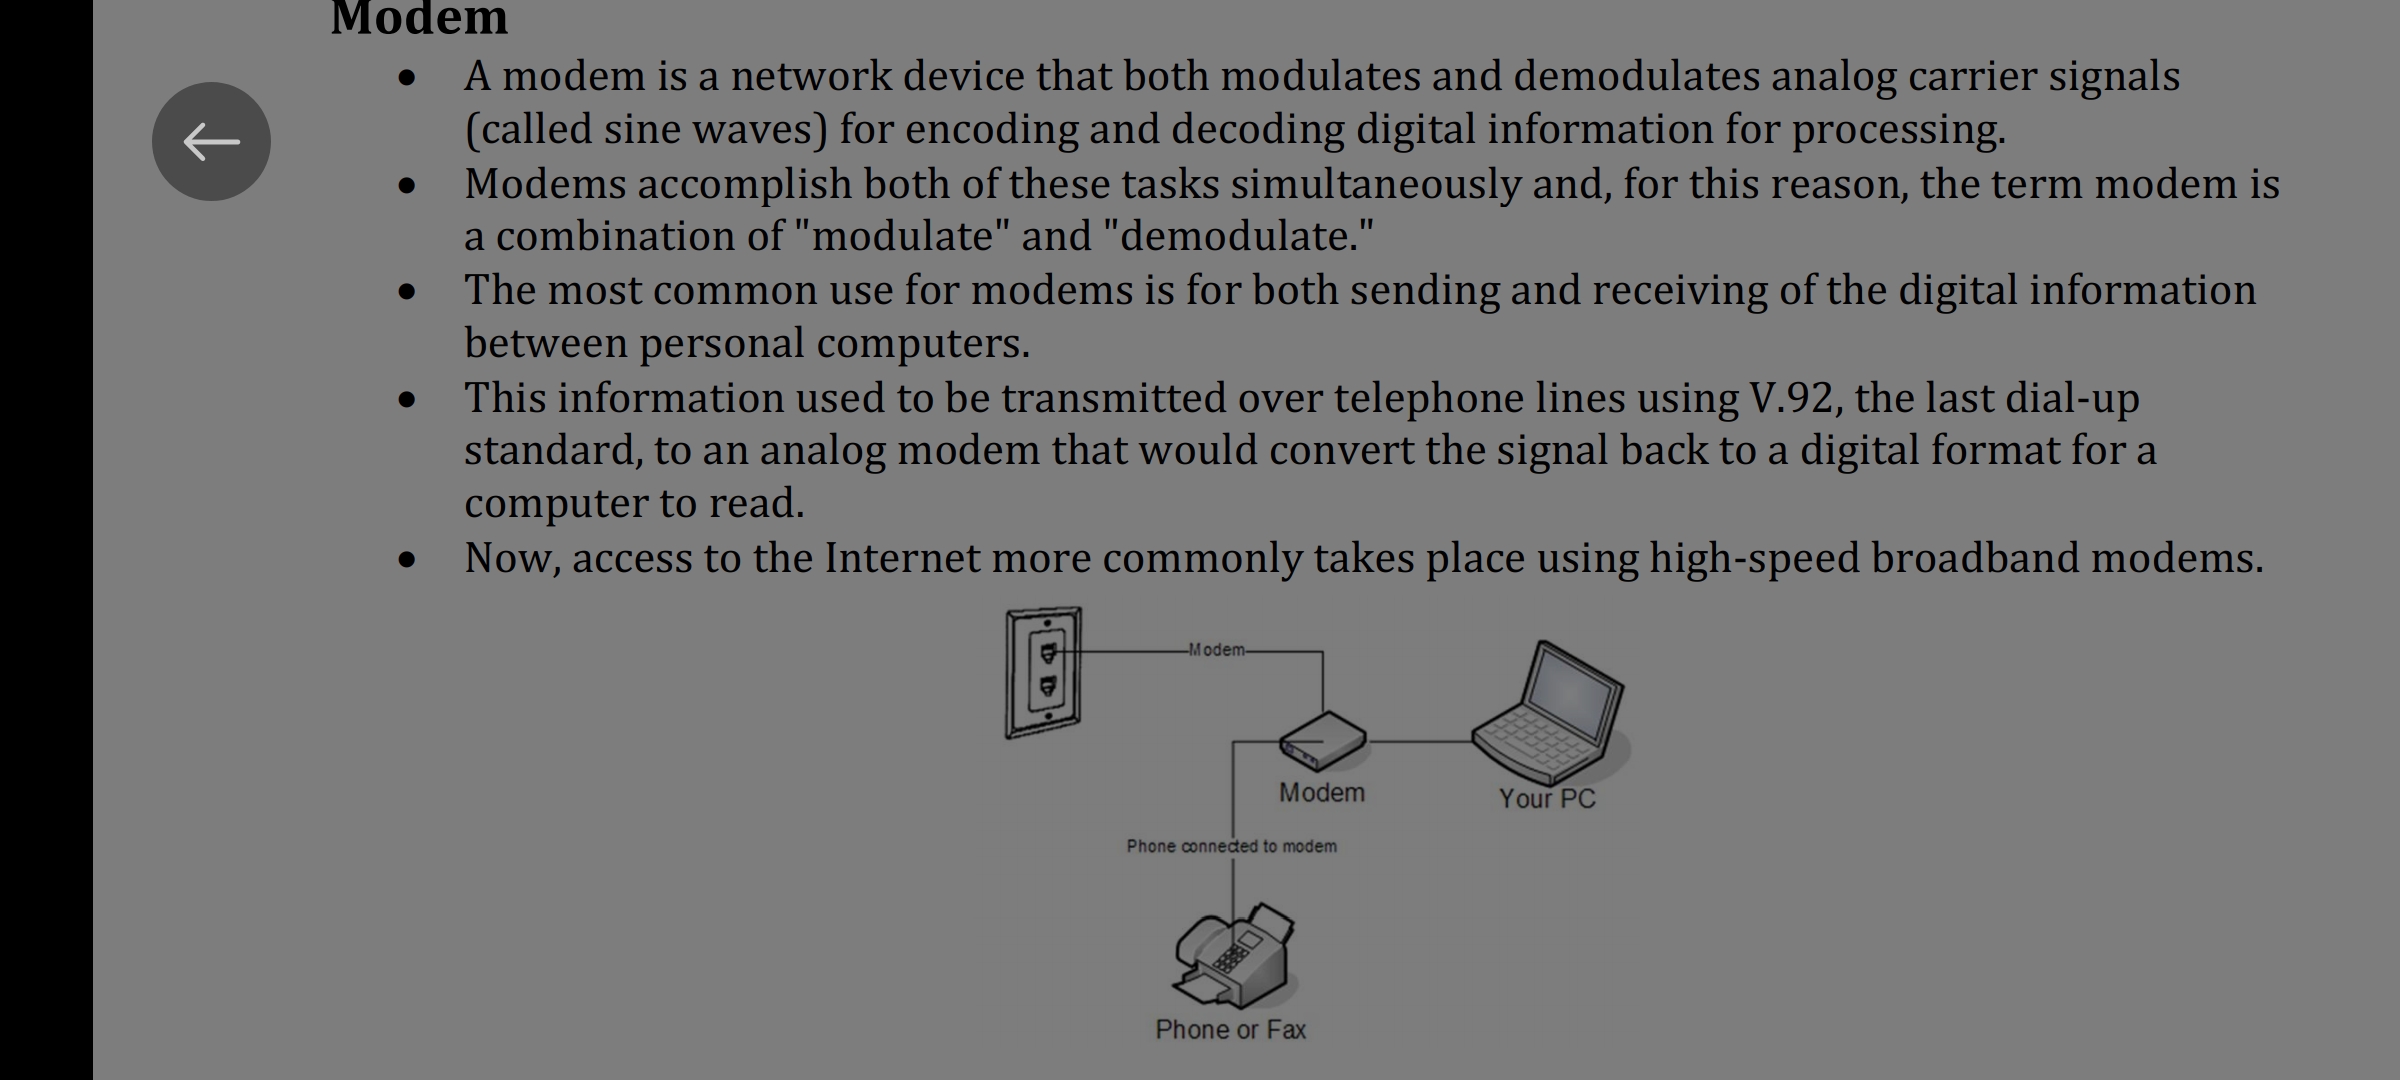 Modem
• A modem is a network device that both modulates and demodulates analog carrier signals
(called sine waves) for encoding and decoding digital information for processing.
• Modems accomplish both of these tasks simultaneously and, for this reason, the term modem is
a combination of "modulate" and "demodulate."
• The most common use for modems is for both sending and receiving of the digital information
between personal computers.
• This information used to be transmitted over telephone lines using V.92, the last dial-up
standard, to an analog modem that would convert the signal back to a digital format for a
computer to read.
• Now, access to the Internet more commonly takes place using high-speed broadband modems.
Modem
Modem
Your PC
Phone connected to modem
Phone or Fax